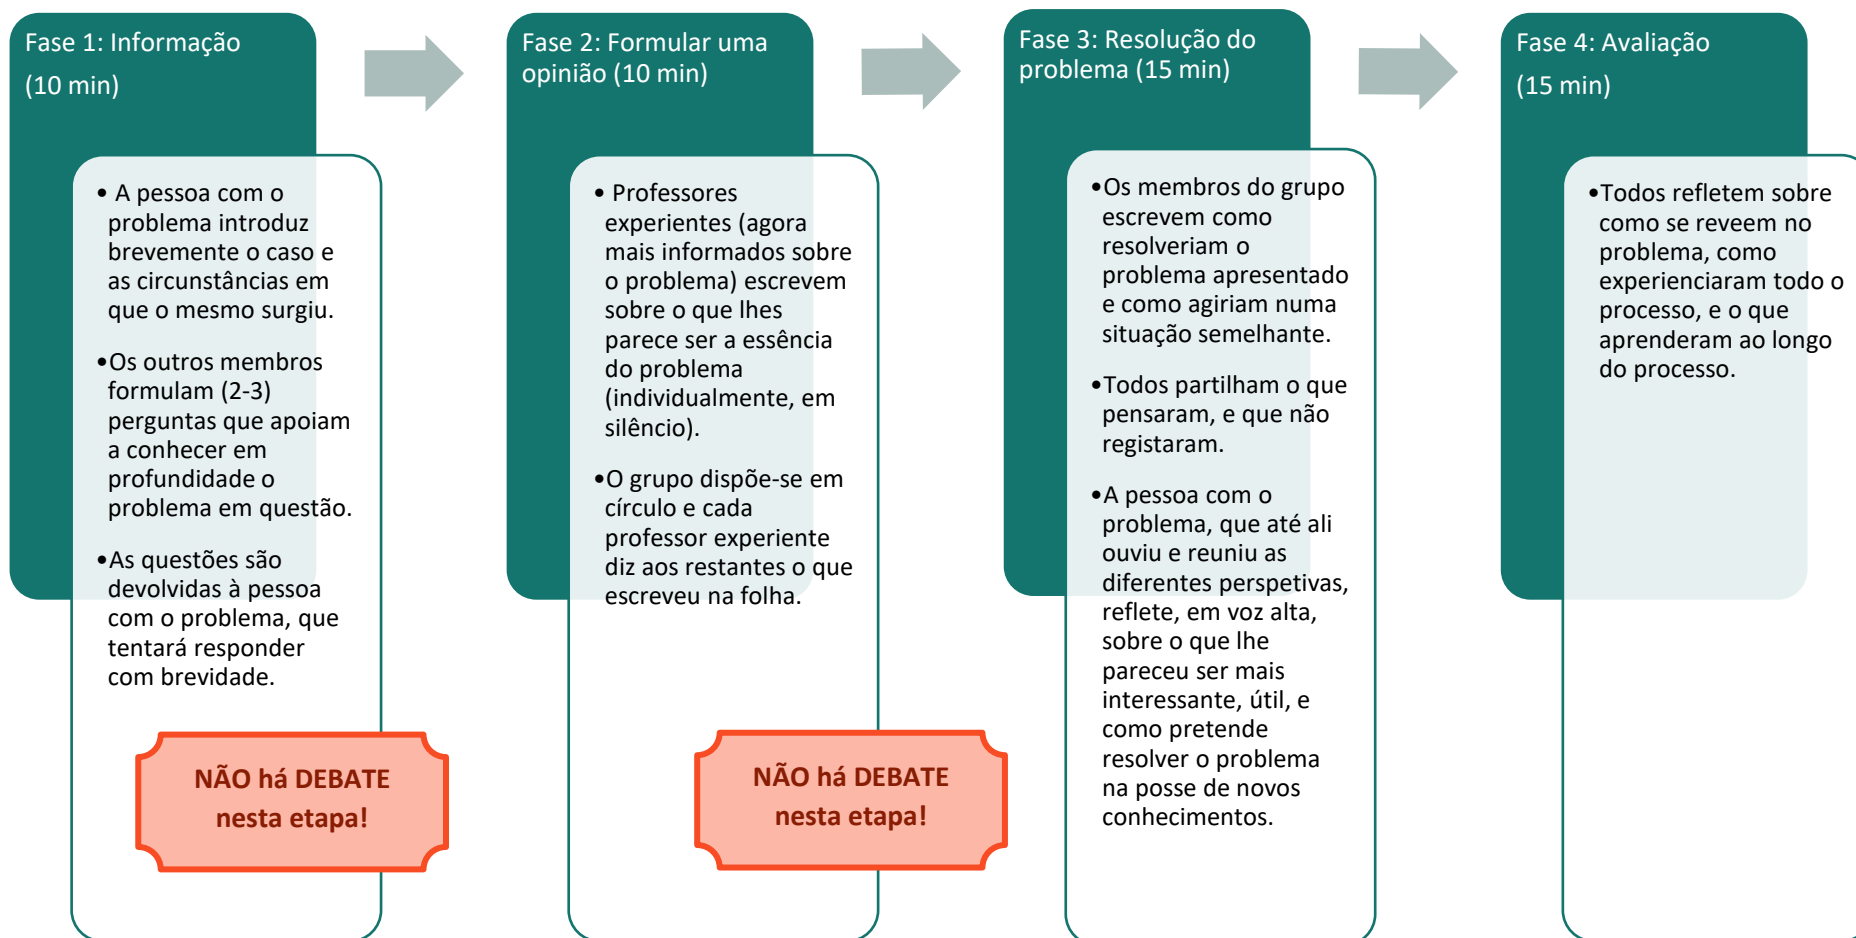 Fase 1: Informação
(10 min)
• A pessoa com o
problema introduz
brevemente o caso e
as circunstâncias em
que o mesmo surgiu.
•Os outros membros
formulam (2-3)
perguntas que apoiam
a conhecer em
profundidade o
problema em questão.
•As questões são
devolvidas à pessoa
com o problema, que
tentará responder
com brevidade.
NÃO há DEBATE
nesta etapa!
Fase 2: Formular uma
opinião (10 min)
• Professores
experientes (agora
mais informados sobre
o problema) escrevem
sobre o que lhes
parece ser a essência
do problema
(individualmente, em
silêncio).
•O grupo dispõe-se em
círculo e cada
professor experiente
diz aos restantes o que
escreveu na folha.
NÃO há DEBATE
nesta etapa!
Fase 3: Resolução do
problema (15 min)
•Os membros do grupo
escrevem como
resolveriam o
problema apresentado
e como agiriam numa
situação semelhante.
•Todos partilham o que
pensaram, e que não
registaram.
•A pessoa com o
problema, que até ali
ouviu e reuniu as
diferentes perspetivas,
reflete, em voz alta,
sobre o que lhe
pareceu ser mais
interessante, útil, e
como pretende
resolver o problema
na posse de novos
conhecimentos.
Fase 4: Avaliação
(15 min)
•Todos refletem sobre
como se reveem no
problema, como
experienciaram todo o
processo, e o que
aprenderam ao longo
do processo.